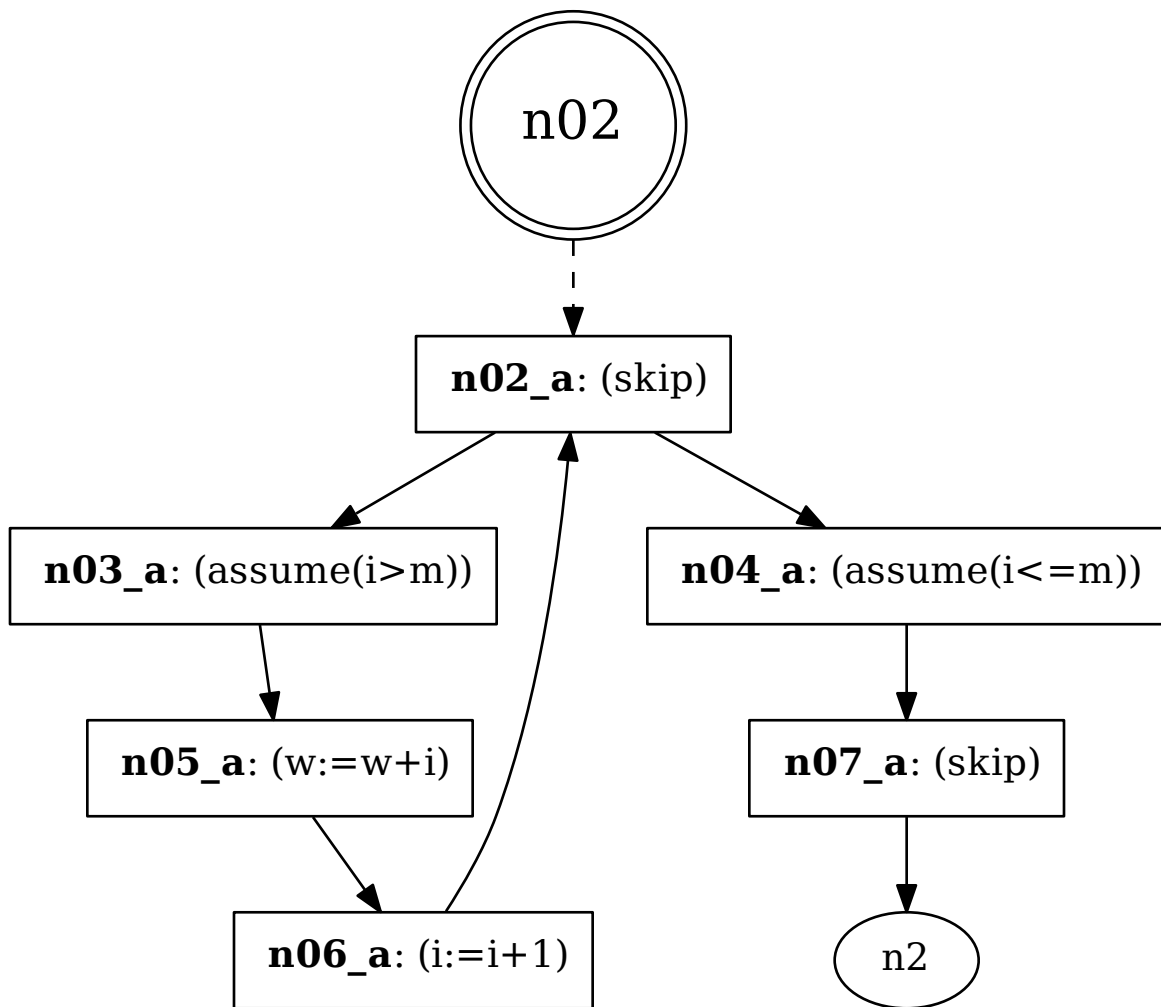 n02
n02_a: (skip)
n03_a: (assume(i>m))
n04_a: (assume(i<=m))
n05_a: (w:=w+i)
n07_a: (skip)
n06_a: (i:=i+1)
n2